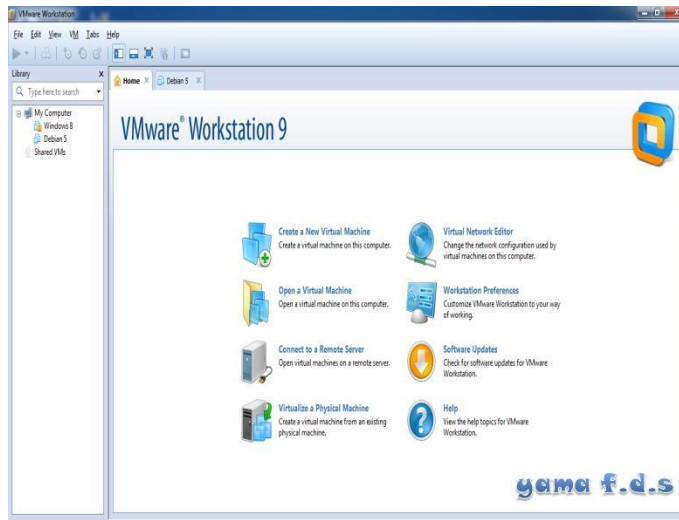 VMware Workstation
File Edit View VM Tabs Help
Library x
Home x Debian 5 x
Type here to search
My Computer
Windows 8
Debian 5
Shared VMs
VMware® Workstation 9
Create a New Virtual Machine
Create a virtual machine on this computer.
Open a Virtual Machine
Open a virtual machine on this computer.
Connect to a Remote Server
Open virtual machines on a remote server.
Virtualize a Physical Machine
Create a virtual machine from an existing
physical machine.
Virtual Network Editor
Change the network configuration used by
virtual machines on this computer.
Workstation Preferences
Customize VMware Workstation to your way
of working.
Software Updates
Check for software updates for VMware
Workstation.
Help
View the help topics for VMware
Workstation.
yama f.d.s